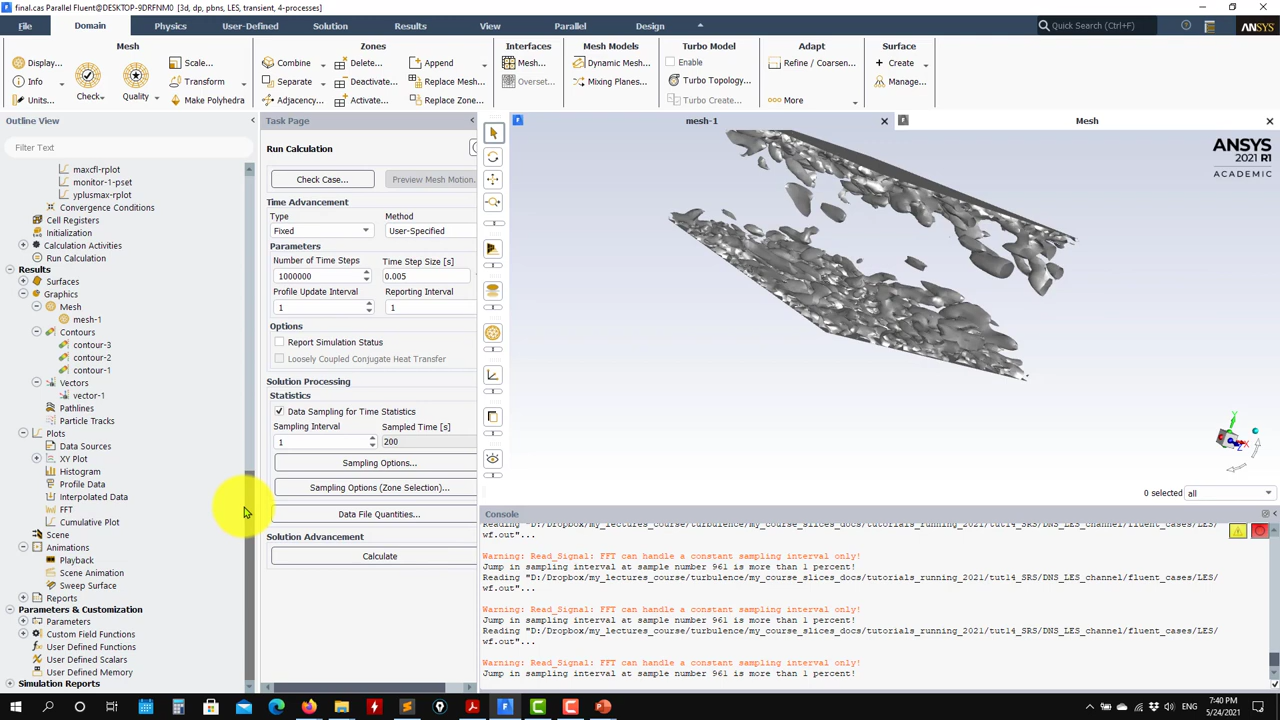 final.cas Parallel Fluent@DESKTOP-9DRFNM0 [3d, dp, pbns, LES, transient, 4-processes]
File Domain Physics User-Defined Solution Results View Parallel Design Quick Search (Ctrl+F) ANSYS
Mesh Zones Interfaces Mesh Models Turbo Model Adapt Surface
Display... Scale... Combine Delete... Append Mesh... Dynamic Mesh... Enable Refine / Coarsen... Create
Info Check Quality Transform Separate Deactivate... Replace Mesh... Overset... Mixing Planes... Turbo Topology... Manage...
Units... Make Polyhedra Adjacency... Activate... Replace Zone... Turbo Create... More
Outline View
Filter Text
maxcfl-rplot
monitor-1-pset
yplusmax-rplot
Convergence Conditions
Cell Registers
Initialization
Calculation Activities
Run Calculation
Results
Surfaces
Graphics
Mesh
mesh-1
Contours
contour-3
contour-2
contour-1
Vectors
vector-1
Pathlines
Particle Tracks
Plots
Data Sources
XY Plot
Histogram
Profile Data
Interpolated Data
FFT
Cumulative Plot
Scene
Animations
Playback
Scene Animation
Sweep Surface
Reports
Parameters & Customization
Parameters
Custom Field Functions
User Defined Functions
User Defined Scalars
User Defined Memory
Simulation Reports
Task Page
Run Calculation
Check Case... Preview Mesh Motion...
Time Advancement
Type Method
Fixed User-Specified
Parameters
Number of Time Steps Time Step Size [s]
1000000 0.005
Profile Update Interval Reporting Interval
1 1
Options
Report Simulation Status
Loosely Coupled Conjugate Heat Transfer
Solution Processing
Statistics
Data Sampling for Time Statistics
Sampling Interval Sampled Time [s]
1 200
Sampling Options...
Sampling Options (Zone Selection)...
Data File Quantities...
Solution Advancement
Calculate
mesh-1 Mesh
ANSYS
2021 R1
ACADEMIC
Y
X
Z
0 selected all
Console
Reading "D:/Dropbox/my_lectures_course/turbulence/my_course_slices_docs/tutorials_running_2021/tut14_SRS/DNS_LES_channel/fluent_cases/LES/
wf.out"...
Warning: Read_Signal: FFT can handle a constant sampling interval only!
Jump in sampling interval at sample number 961 is more than 1 percent!
Reading "D:/Dropbox/my_lectures_course/turbulence/my_course_slices_docs/tutorials_running_2021/tut14_SRS/DNS_LES_channel/fluent_cases/LES/
wf.out"...
Warning: Read_Signal: FFT can handle a constant sampling interval only!
Jump in sampling interval at sample number 961 is more than 1 percent!
Reading "D:/Dropbox/my_lectures_course/turbulence/my_course_slices_docs/tutorials_running_2021/tut14_SRS/DNS_LES_channel/fluent_cases/LES/
wf.out"...
Warning: Read_Signal: FFT can handle a constant sampling interval only!
Jump in sampling interval at sample number 961 is more than 1 percent!
ENG
7:40 PM
5/24/2021